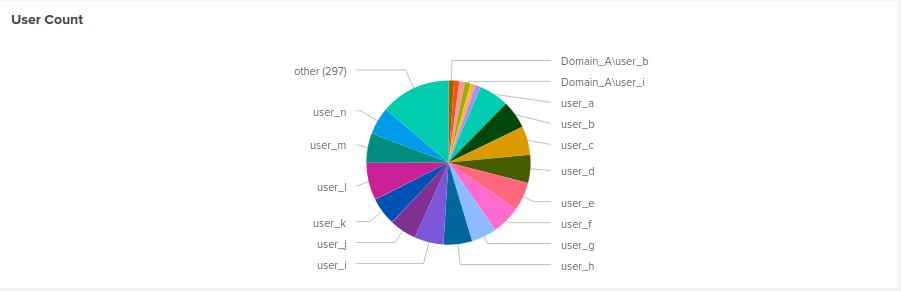 User Count
other (297)
user_n
user_m
user_l
user_k
user_j
user_i
Domain_A\user_b
Domain_A\user_i
user_a
user_b
user_c
user_d
user_e
user_f
user_g
user_h